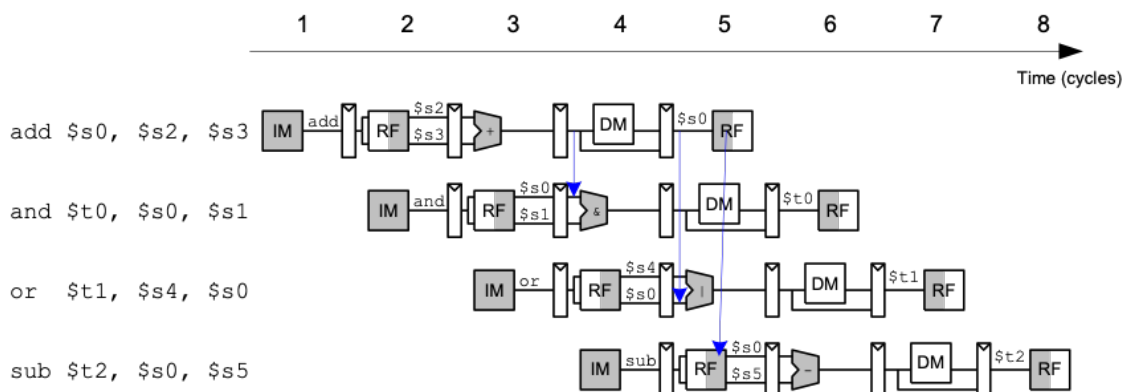 1 2 3 4 5 6 7 8
Time (cycles)
add $s0, $s2, $s3 IM add RF $s2 $s3 + DM $s0 RF
and $t0, $s0, $s1 IM and RF $s0 $s1 & DM $t0 RF
or $t1, $s4, $s0 IM or RF $s4 $s0 | DM $t1 RF
sub $t2, $s0, $s5 IM sub RF $s0 $s5 - DM $t2 RF